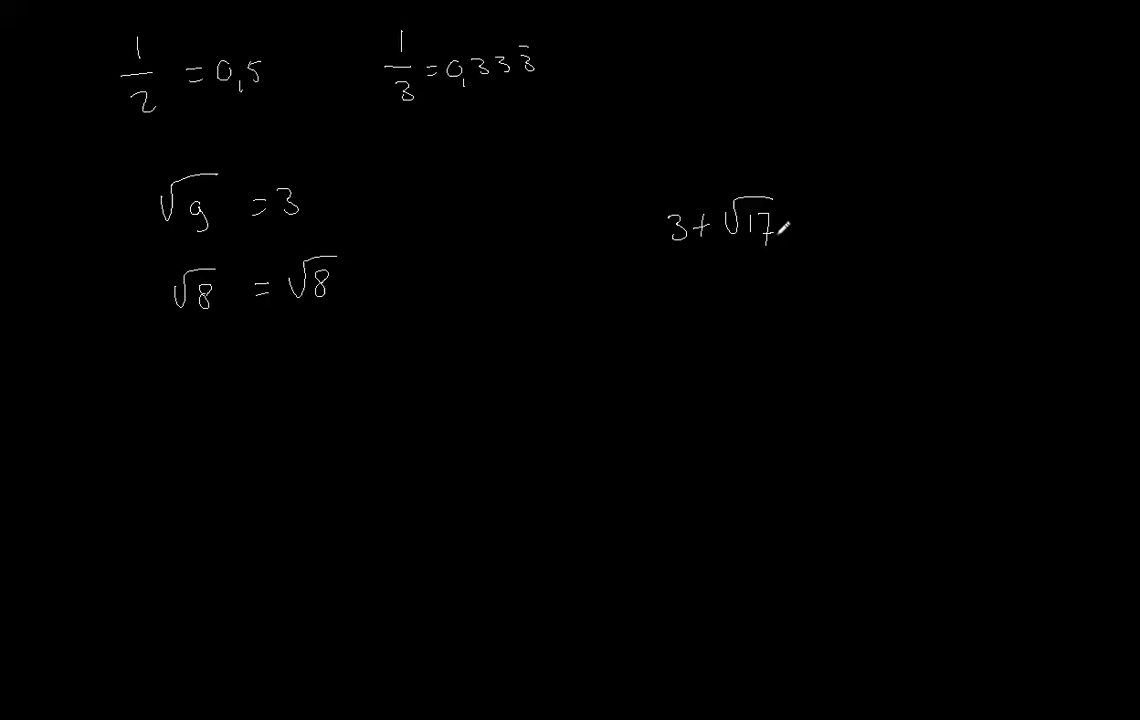 1/2 = 0,5
1/3 = 0,333̅
√9 = 3
3 + √17
√8 = √8